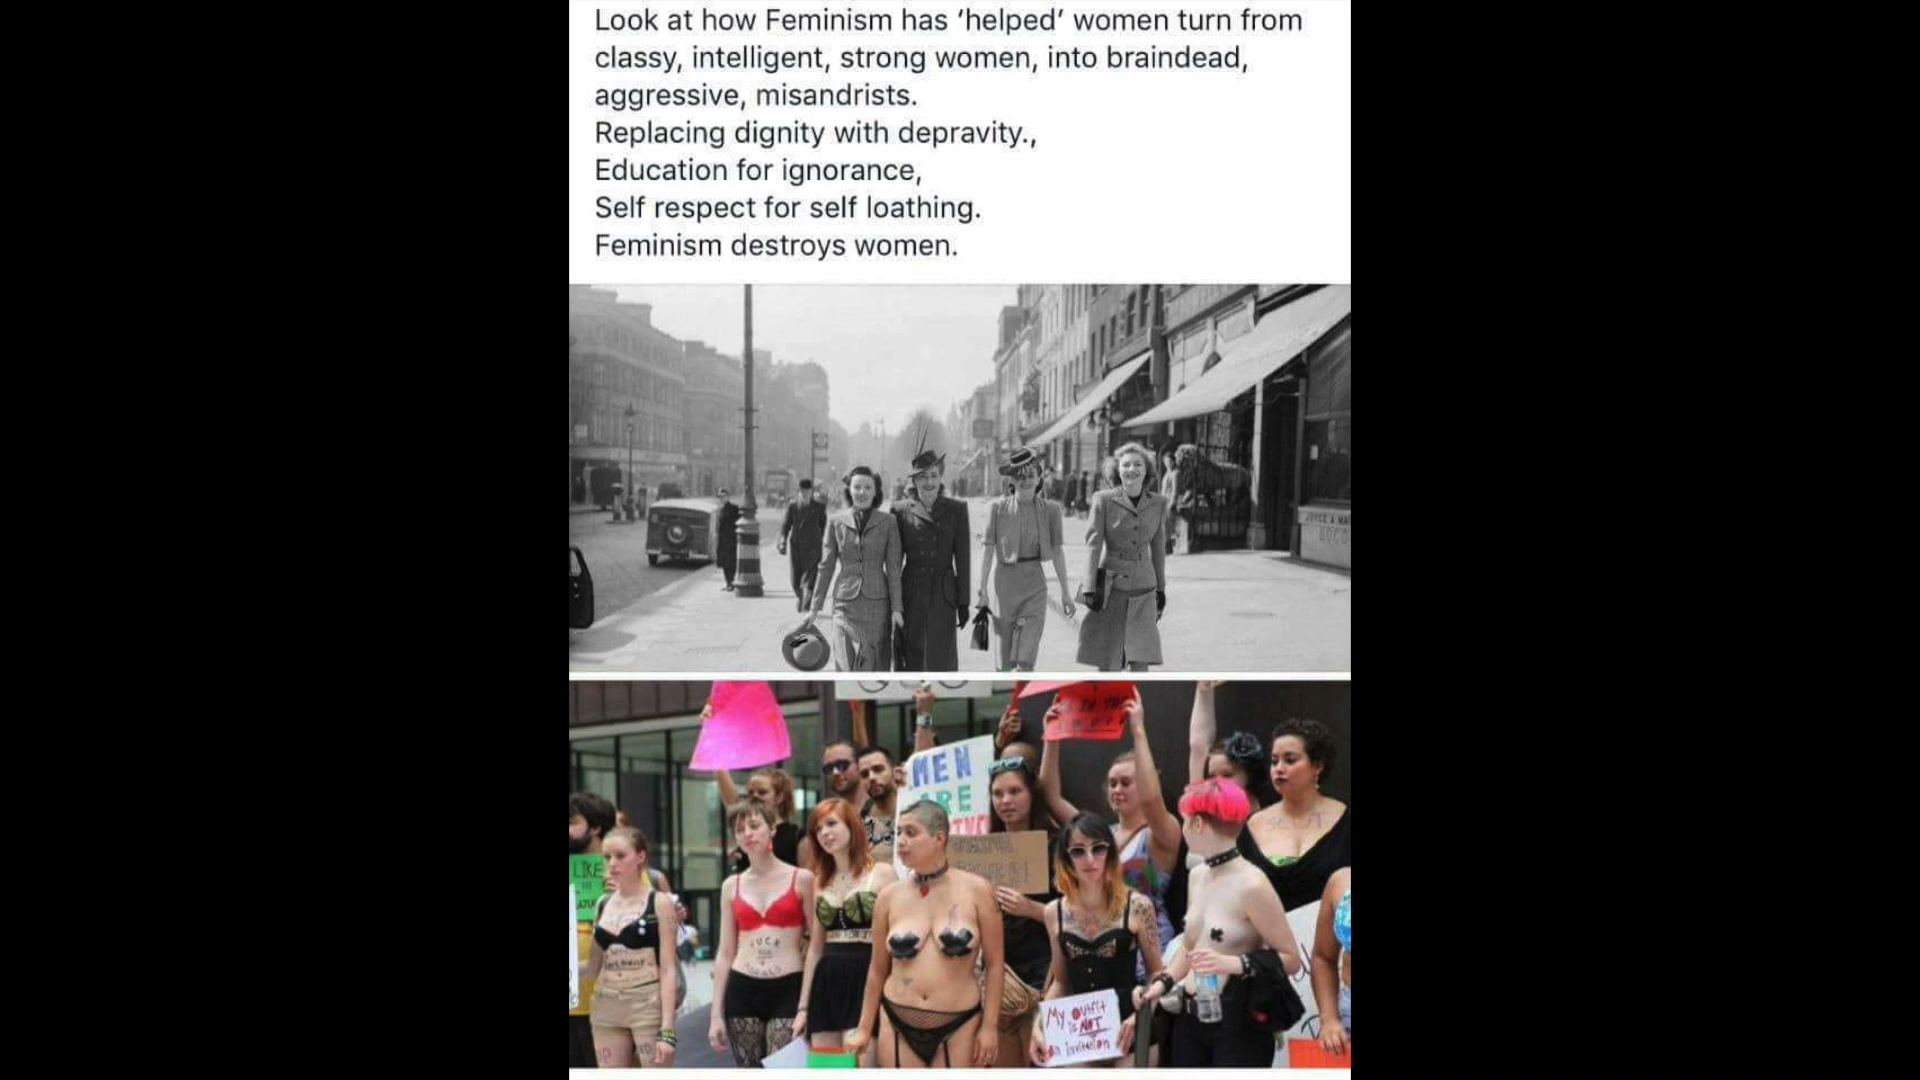 Look at how Feminism has ‘helped’ women turn from
classy, intelligent, strong women, into braindead,
aggressive, misandrists.
Replacing dignity with depravity.,
Education for ignorance,
Self respect for self loathing.
Feminism destroys women.
MEN
ARE
LIKE
My outfit
is NOT
an invitation